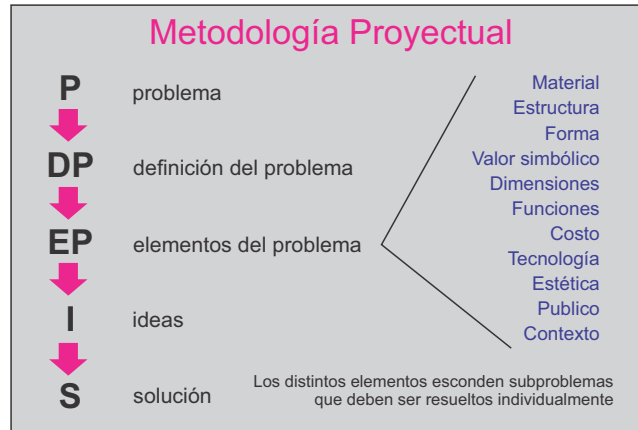 Metodología Proyectual
P problema
DP definición del problema
EP elementos del problema
I ideas
S solución
Material
Estructura
Forma
Valor simbólico
Dimensiones
Funciones
Costo
Tecnología
Estética
Publico
Contexto
Los distintos elementos esconden subproblemas
que deben ser resueltos individualmente